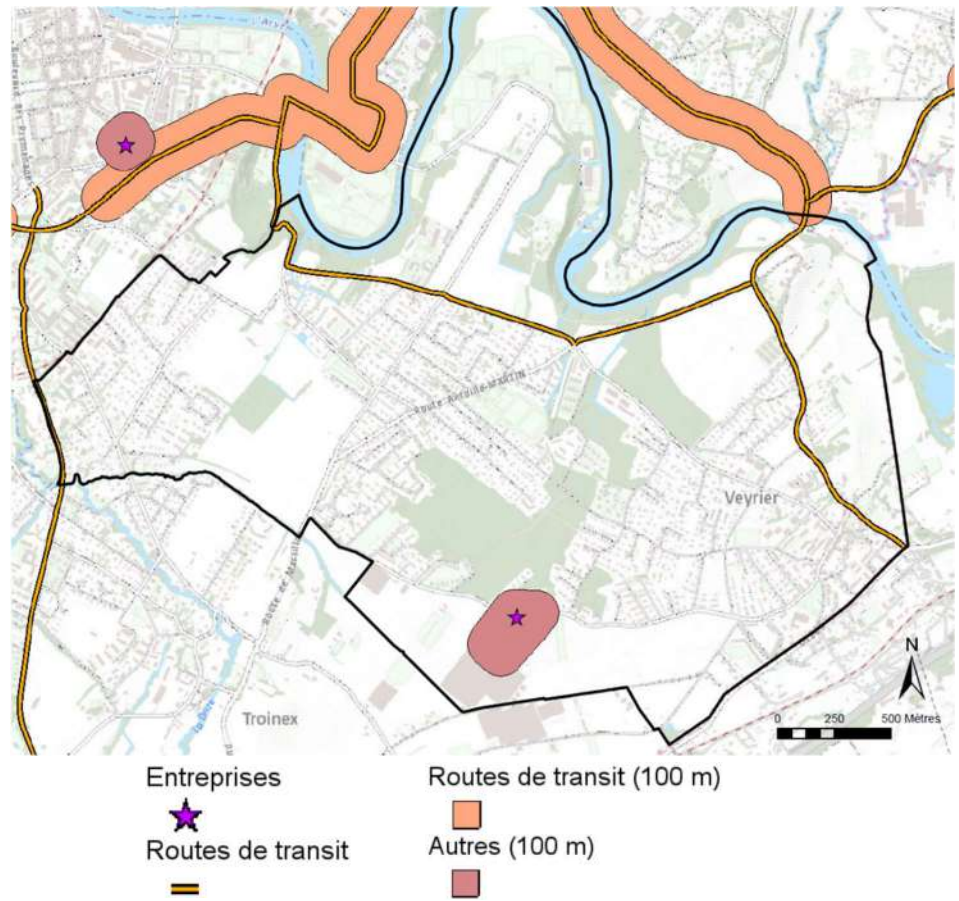 l'Arve
Route Antoine-MARTIN
Veyrier
Route de
la Drize
Troinex
N
0 250 500 Mètres
Entreprises
Routes de transit (100 m)
Routes de transit
Autres (100 m)